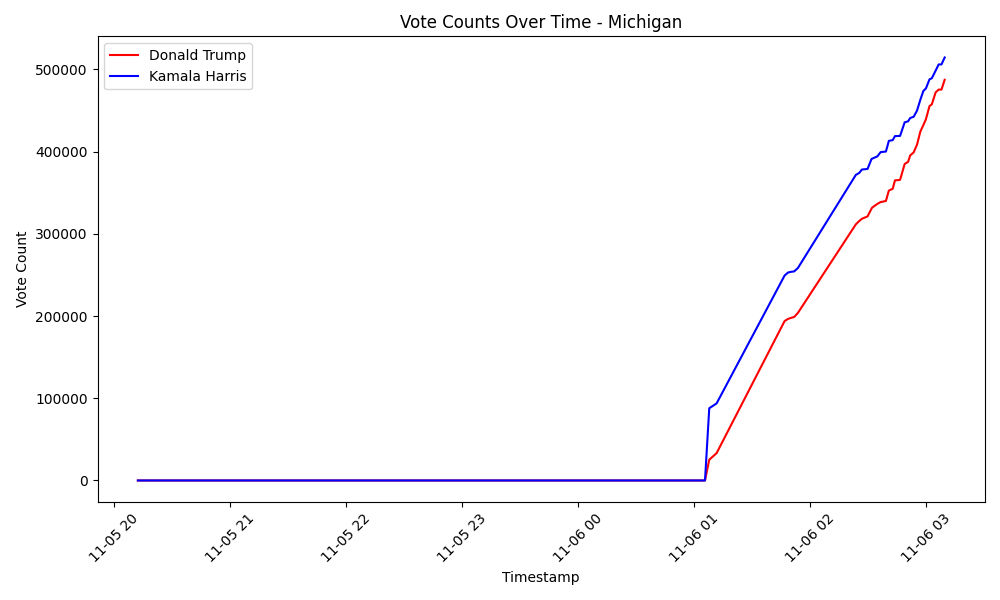 Vote Counts Over Time - Michigan
Donald Trump
Kamala Harris
500000
400000
300000
200000
100000
0
Vote Count
11-05 20
11-05 21
11-05 22
11-05 23
11-06 00
11-06 01
11-06 02
11-06 03
Timestamp